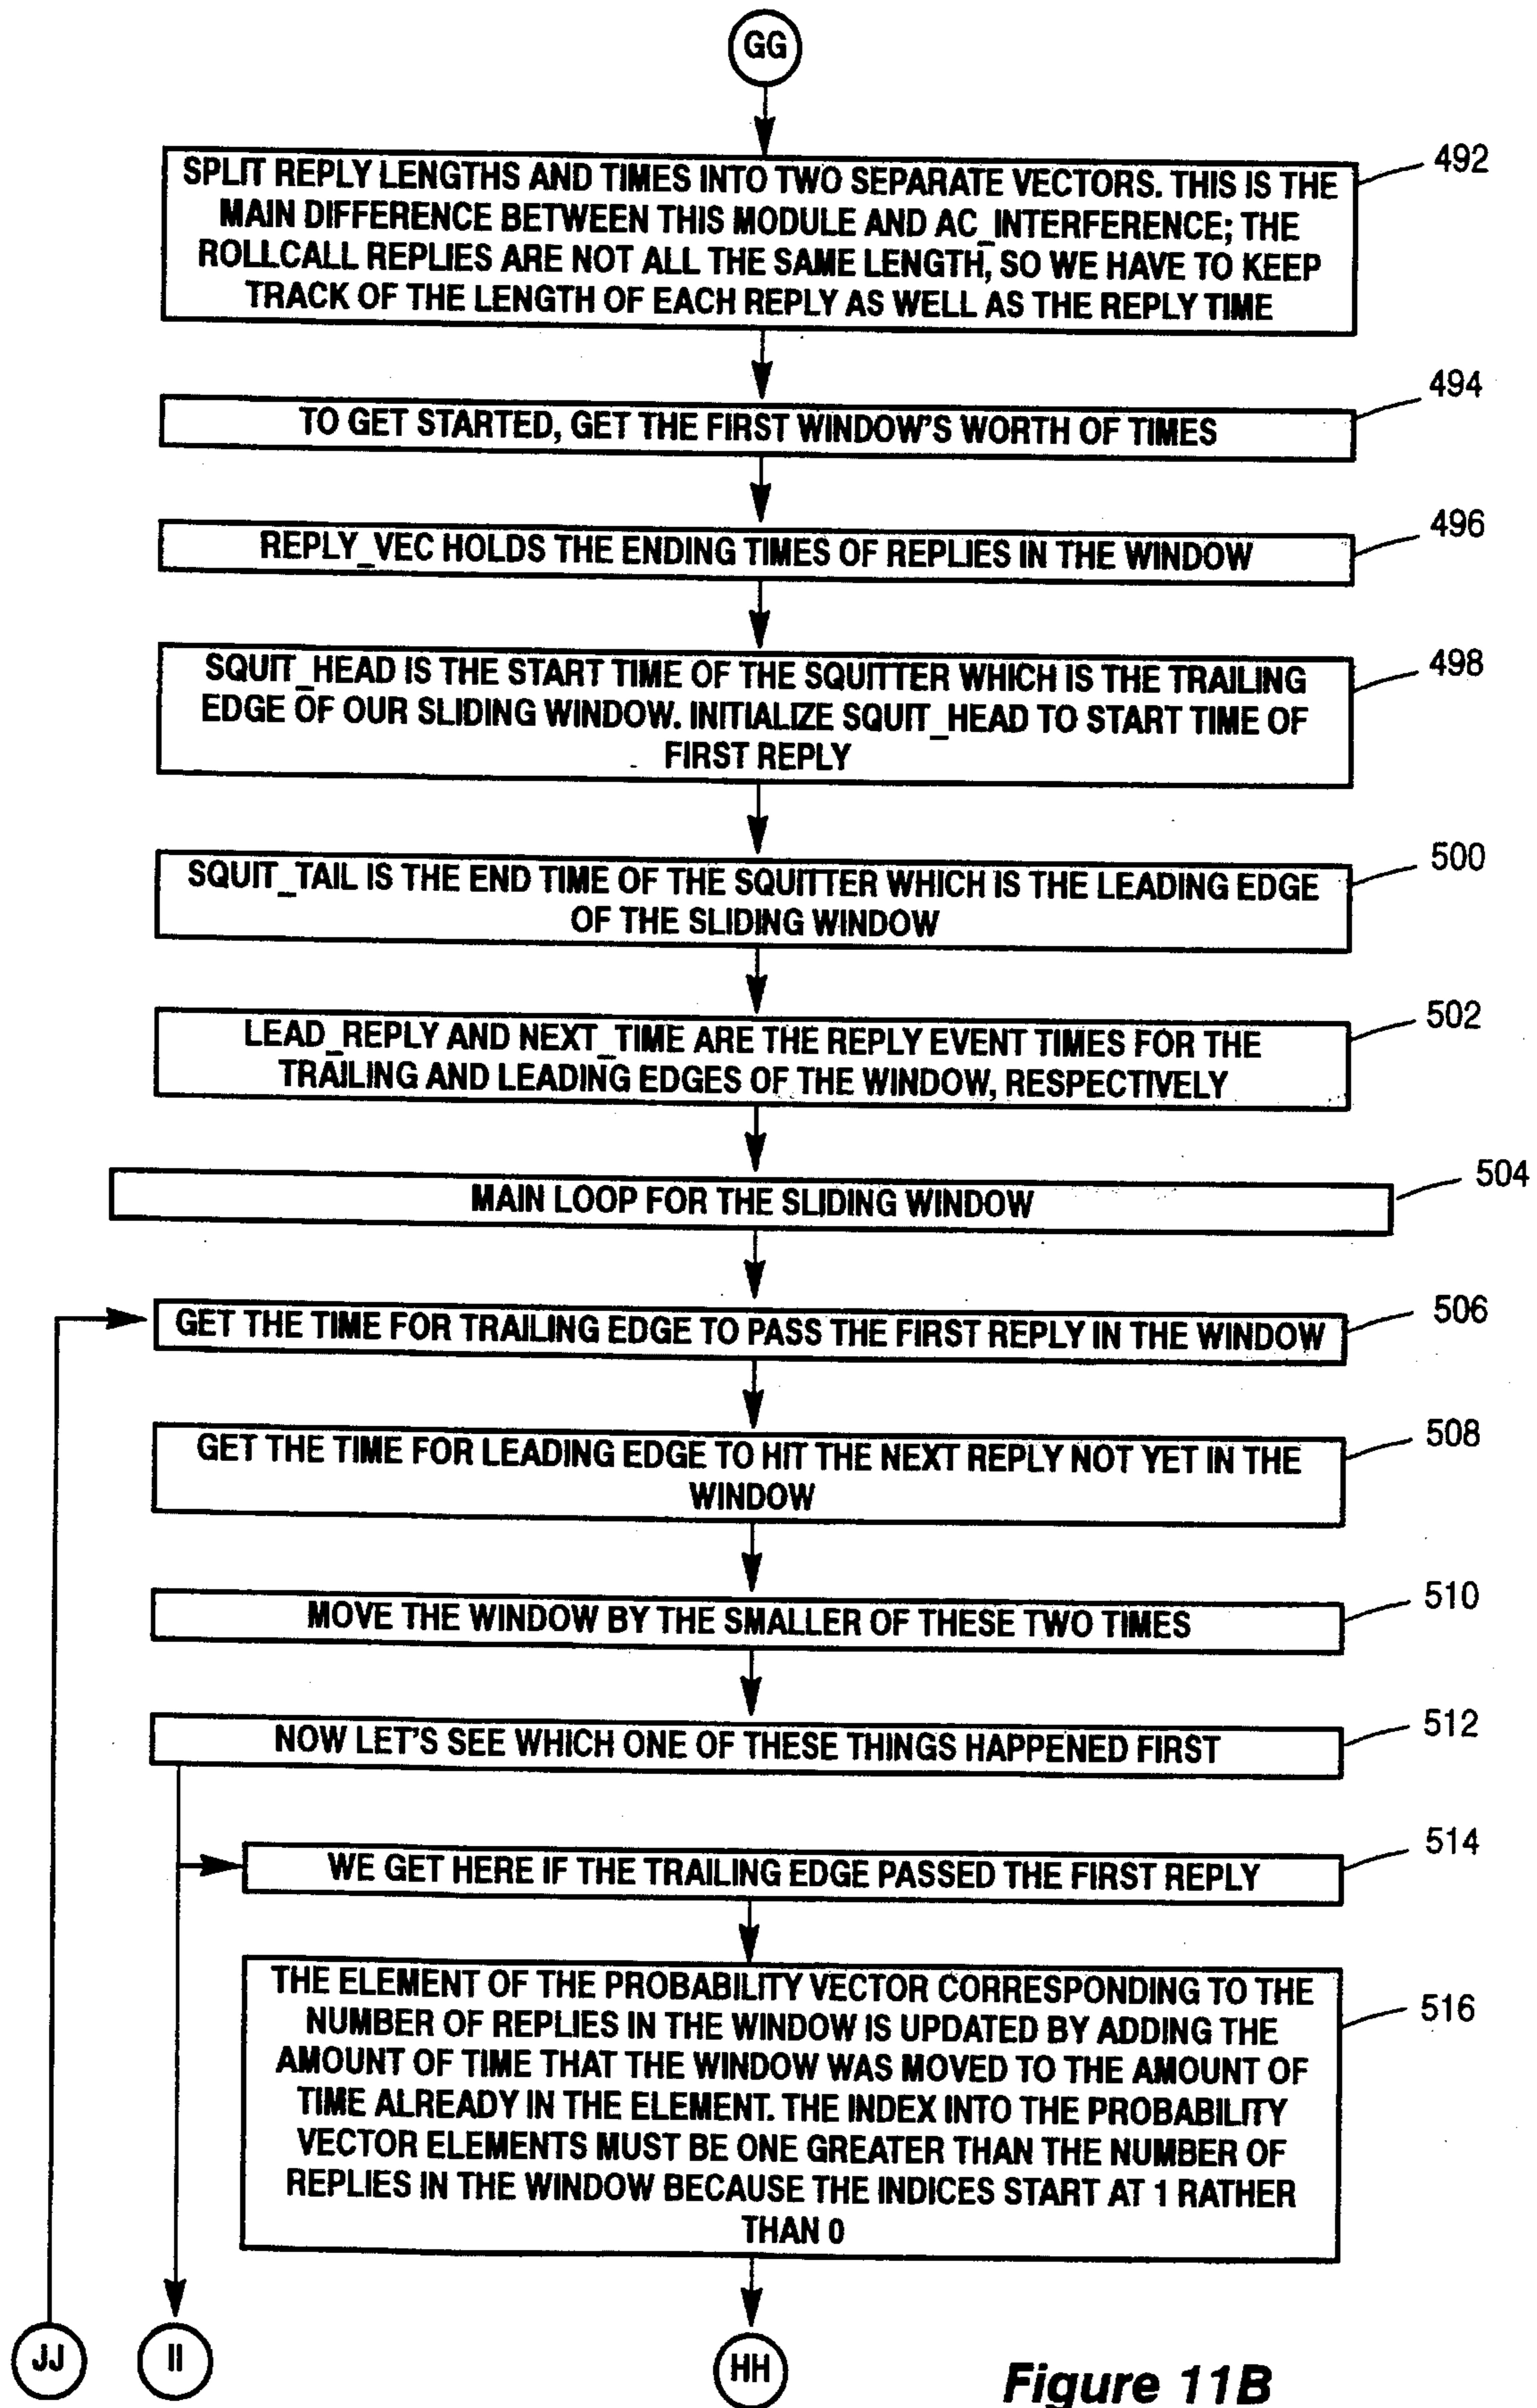 GG
SPLIT REPLY LENGTHS AND TIMES INTO TWO SEPARATE VECTORS. THIS IS THE
MAIN DIFFERENCE BETWEEN THIS MODULE AND AC_INTERFERENCE; THE
ROLLCALL REPLIES ARE NOT ALL THE SAME LENGTH, SO WE HAVE TO KEEP
TRACK OF THE LENGTH OF EACH REPLY AS WELL AS THE REPLY TIME
492
TO GET STARTED, GET THE FIRST WINDOW'S WORTH OF TIMES
494
REPLY_VEC HOLDS THE ENDING TIMES OF REPLIES IN THE WINDOW
496
SQUIT_HEAD IS THE START TIME OF THE SQUITTER WHICH IS THE TRAILING
EDGE OF OUR SLIDING WINDOW. INITIALIZE SQUIT_HEAD TO START TIME OF
FIRST REPLY
498
SQUIT_TAIL IS THE END TIME OF THE SQUITTER WHICH IS THE LEADING EDGE
OF THE SLIDING WINDOW
500
LEAD_REPLY AND NEXT_TIME ARE THE REPLY EVENT TIMES FOR THE
TRAILING AND LEADING EDGES OF THE WINDOW, RESPECTIVELY
502
MAIN LOOP FOR THE SLIDING WINDOW
504
GET THE TIME FOR TRAILING EDGE TO PASS THE FIRST REPLY IN THE WINDOW
506
GET THE TIME FOR LEADING EDGE TO HIT THE NEXT REPLY NOT YET IN THE
WINDOW
508
MOVE THE WINDOW BY THE SMALLER OF THESE TWO TIMES
510
NOW LET'S SEE WHICH ONE OF THESE THINGS HAPPENED FIRST
512
WE GET HERE IF THE TRAILING EDGE PASSED THE FIRST REPLY
514
THE ELEMENT OF THE PROBABILITY VECTOR CORRESPONDING TO THE
NUMBER OF REPLIES IN THE WINDOW IS UPDATED BY ADDING THE
AMOUNT OF TIME THAT THE WINDOW WAS MOVED TO THE AMOUNT OF
TIME ALREADY IN THE ELEMENT. THE INDEX INTO THE PROBABILITY
VECTOR ELEMENTS MUST BE ONE GREATER THAN THE NUMBER OF
REPLIES IN THE WINDOW BECAUSE THE INDICES START AT 1 RATHER
THAN 0
516
JJ
II
HH
Figure 11B